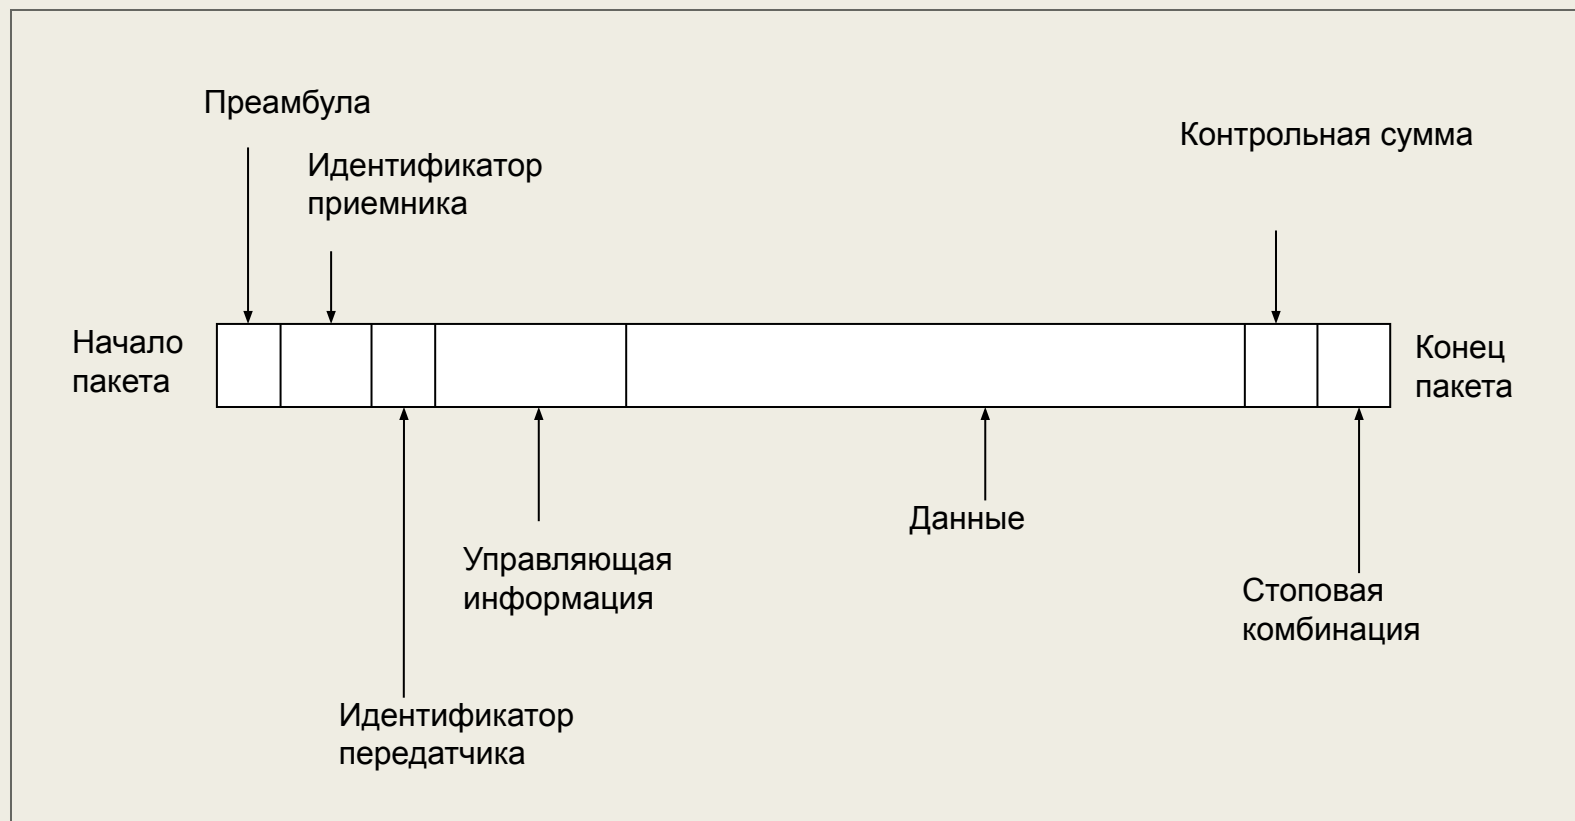 Преамбула
Контрольная сумма
Идентификатор
приемника
Начало
пакета
Конец
пакета
Данные
Управляющая
информация
Стоповая
комбинация
Идентификатор
передатчика